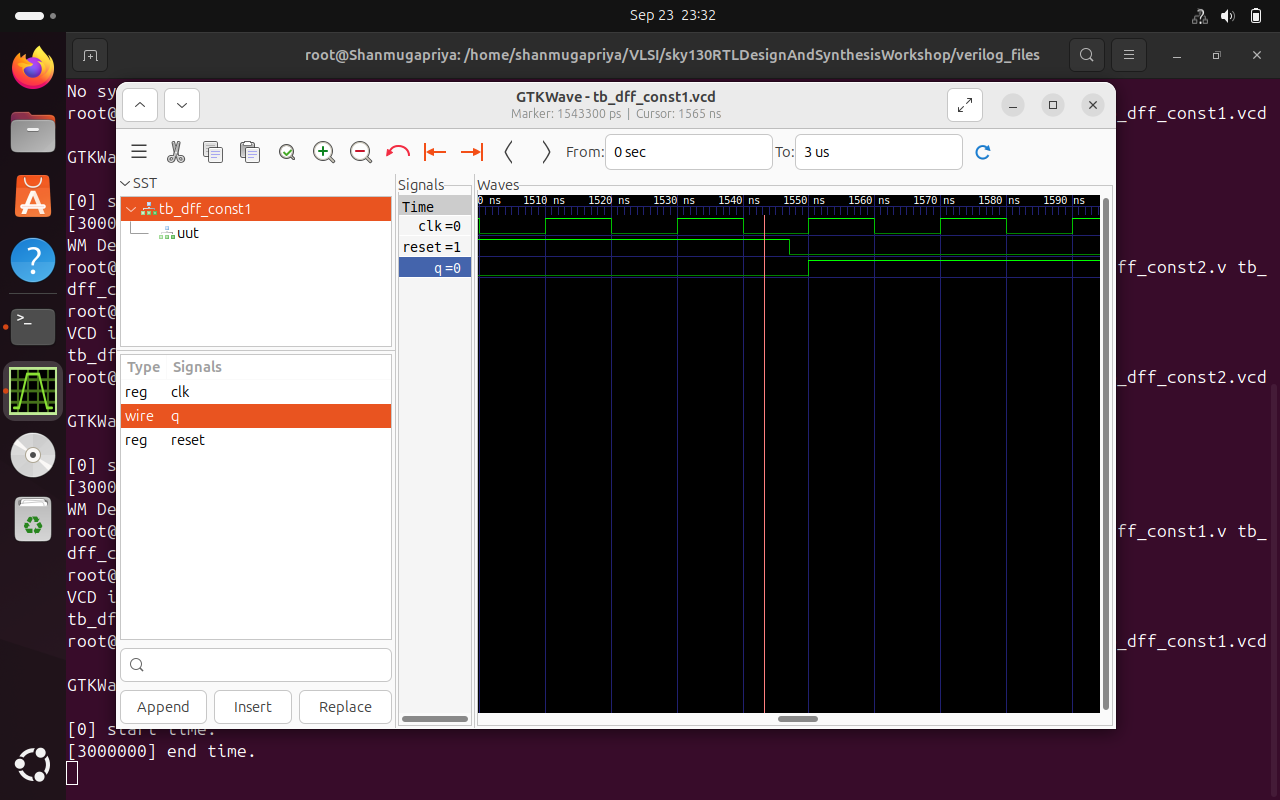 Sep 23 23:32
root@Shanmugapriya: /home/shanmugapriya/VLSI/sky130RTLDesignAndSynthesisWorkshop/verilog_files
No sy
root@
_dff_const1.vcd
GTKWa
[0] s
[3000
WM De
root@
ff_const2.v tb_
dff_c
root@
VCD i
tb_df
root@
_dff_const2.vcd
GTKWa
[0] s
[3000
WM De
root@
ff_const1.v tb_
dff_c
root@
VCD i
tb_df
root@
_dff_const1.vcd
GTKWa
[0] start time.
[3000000] end time.
GTKWave - tb_dff_const1.vcd
Marker: 1543300 ps | Cursor: 1565 ns
From: 0 sec To: 3 us
SST
tb_dff_const1
uut
Type Signals
reg clk
wire q
reg reset
Append Insert Replace
Signals
Time
clk =0
reset =1
q =0
Waves
0 ns 1510 ns 1520 ns 1530 ns 1540 ns 1550 ns 1560 ns 1570 ns 1580 ns 1590 ns